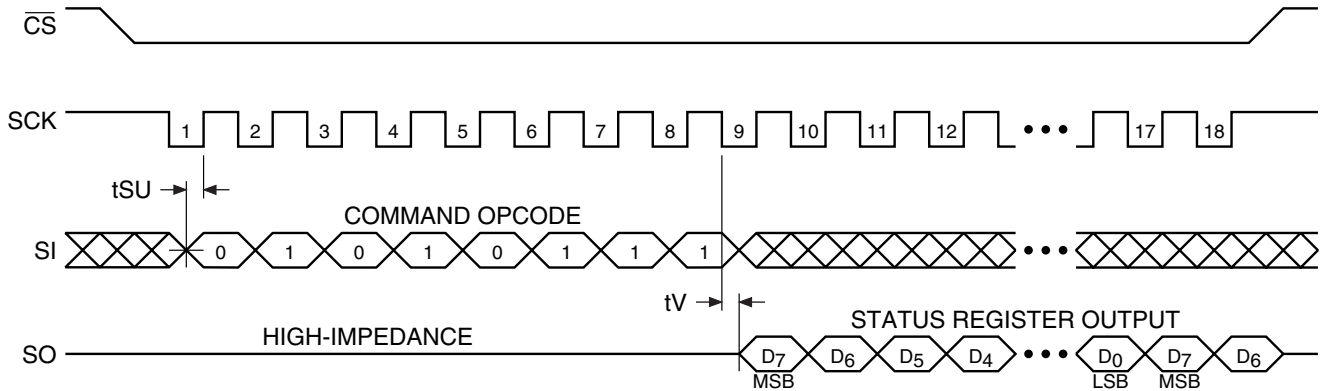 CS
SCK 1 2 3 4 5 6 7 8 9 10 11 12 17 18
tSU
COMMAND OPCODE
SI 0 1 0 1 0 1 1 1
tV
HIGH-IMPEDANCE STATUS REGISTER OUTPUT
SO D7 D6 D5 D4 D0 D7 D6
MSB LSB MSB